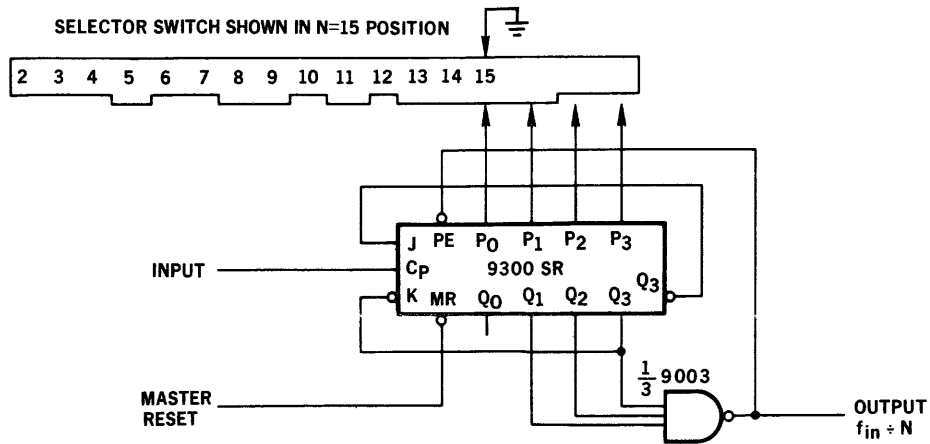 SELECTOR SWITCH SHOWN IN N=15 POSITION
2 3 4 5 6 7 8 9 10 11 12 13 14 15
J PE P0 P1 P2 P3
INPUT CP 9300 SR Q3
K MR Q0 Q1 Q2 Q3
1/3 9003
MASTER
RESET
OUTPUT
fin ÷ N